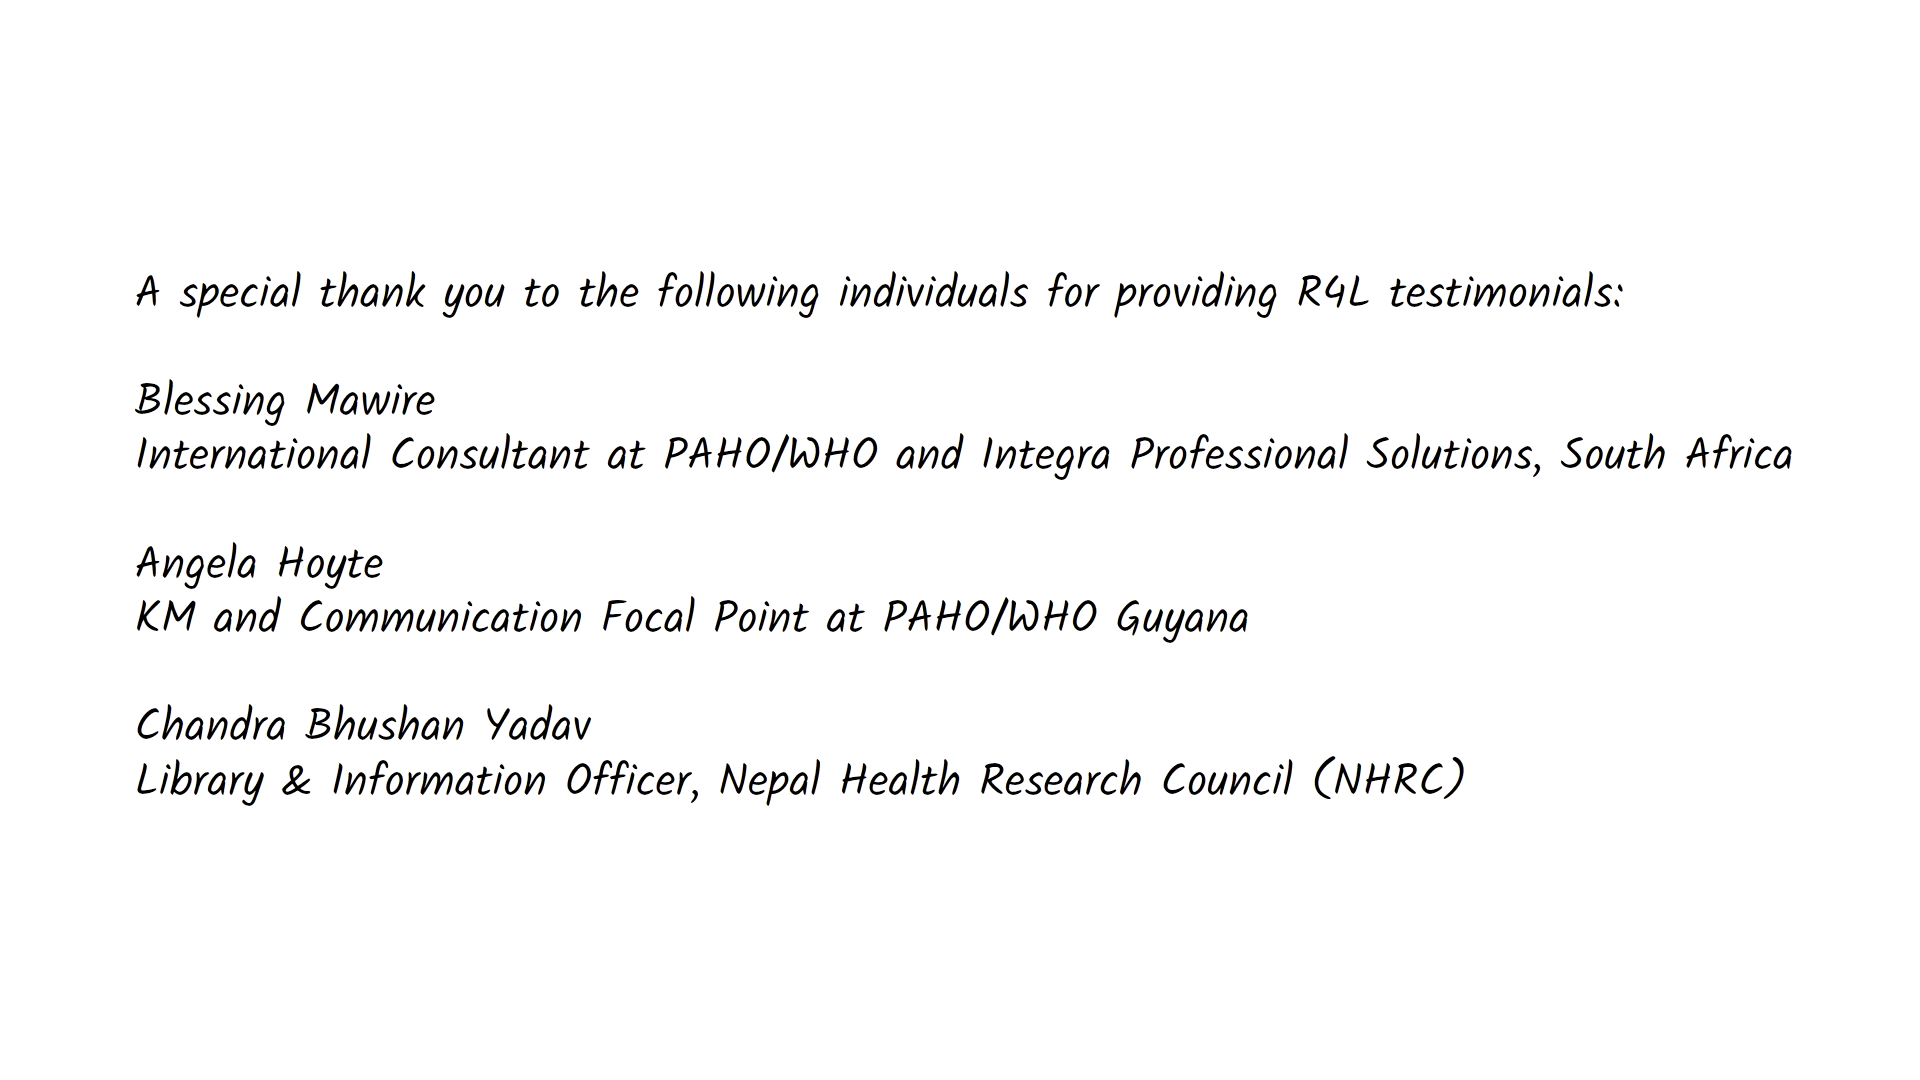 A special thank you to the following individuals for providing R4L testimonials:
Blessing Mawire
International Consultant at PAHO/WHO and Integra Professional Solutions, South Africa
Angela Hoyte
KM and Communication Focal Point at PAHO/WHO Guyana
Chandra Bhushan Yadav
Library & Information Officer, Nepal Health Research Council (NHRC)